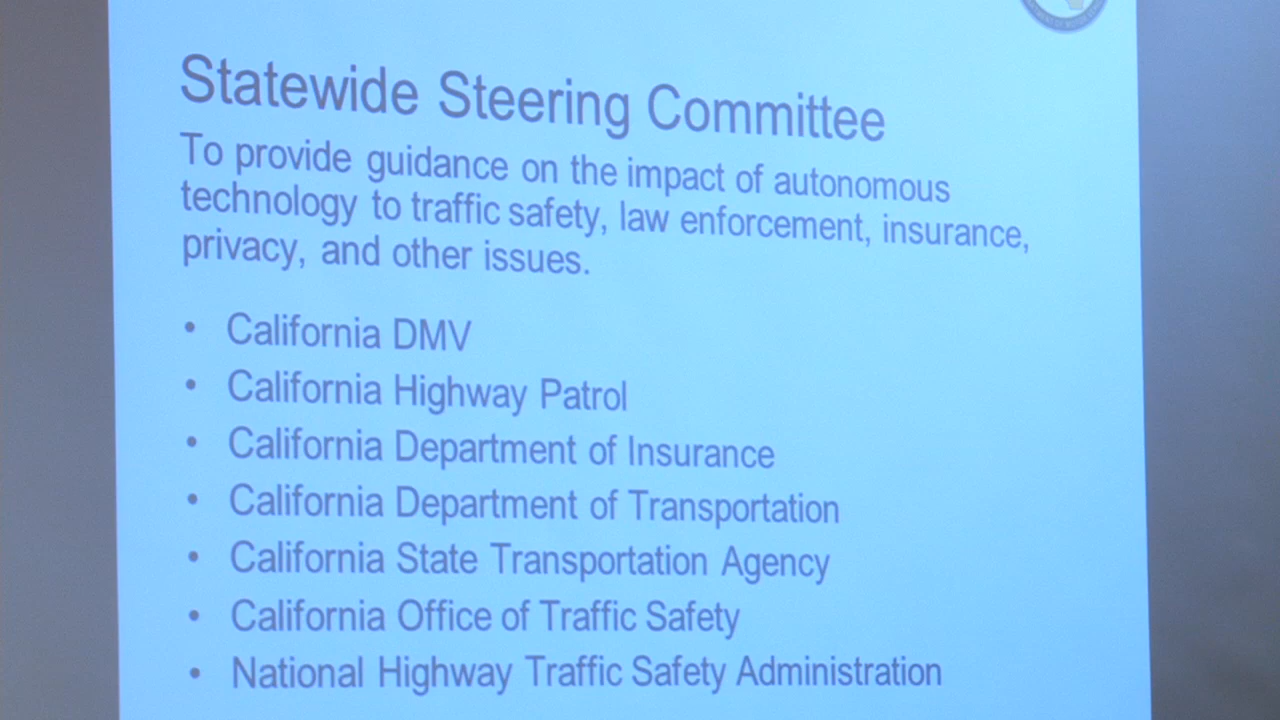 Statewide Steering Committee
To provide guidance on the impact of autonomous
technology to traffic safety, law enforcement, insurance,
privacy, and other issues.
• California DMV
• California Highway Patrol
• California Department of Insurance
• California Department of Transportation
• California State Transportation Agency
• California Office of Traffic Safety
• National Highway Traffic Safety Administration